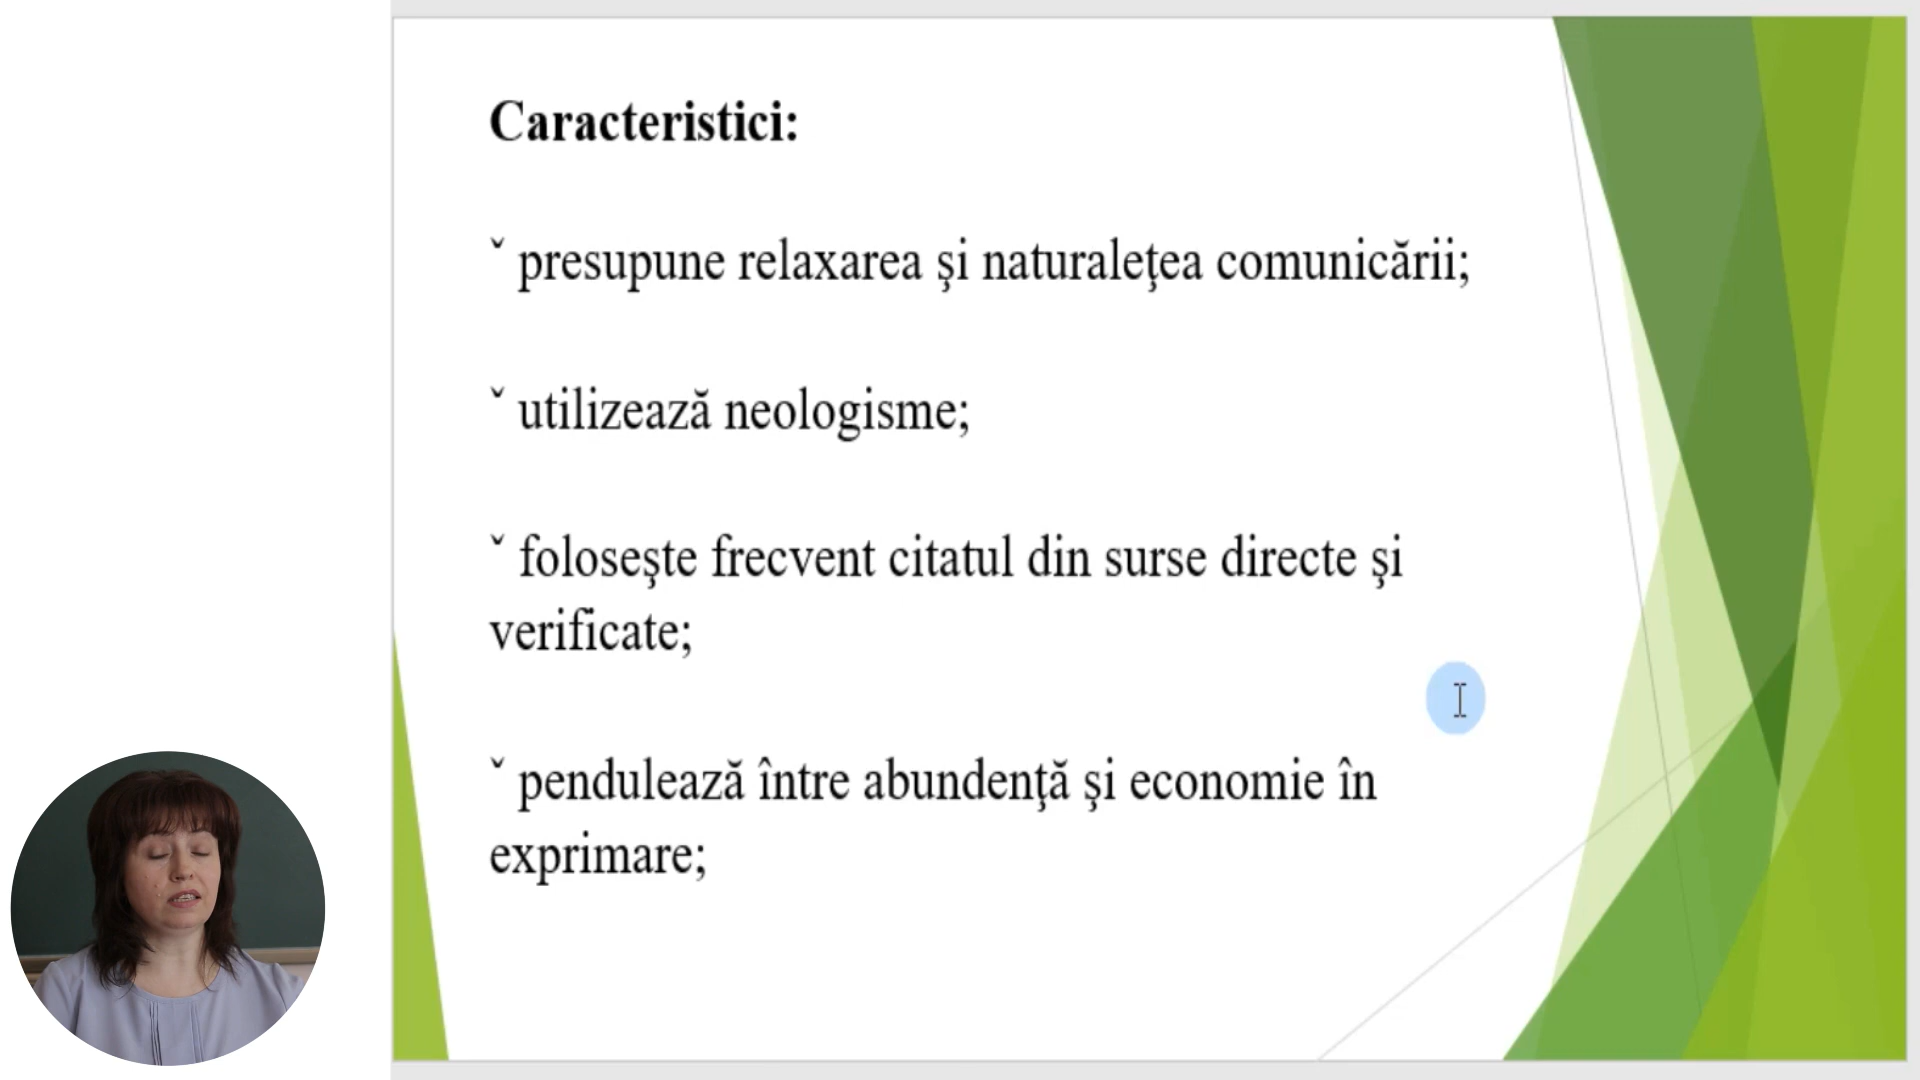 Caracteristici:
ˇ presupune relaxarea şi naturaleţea comunicării;
ˇ utilizează neologisme;
ˇ foloseşte frecvent citatul din surse directe şi
verificate;
ˇ pendulează între abundenţă şi economie în
exprimare;